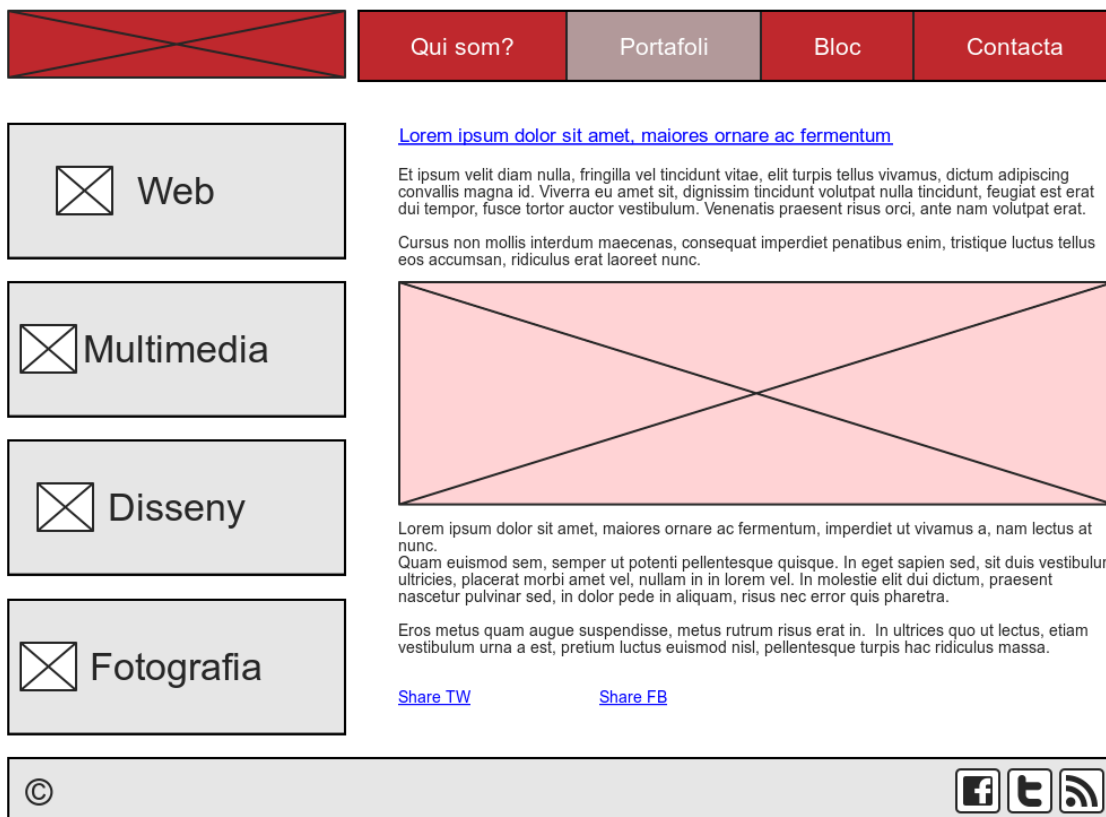 Qui som?
Portafoli
Bloc
Contacta
Web
Multimedia
Disseny
Fotografia
Lorem ipsum dolor sit amet, maiores ornare ac fermentum
Et ipsum velit diam nulla, fringilla vel tincidunt vitae, elit turpis tellus vivamus, dictum adipiscing
convallis magna id. Viverra eu amet sit, dignissim tincidunt volutpat nulla tincidunt, feugiat est erat
dui tempor, fusce tortor auctor vestibulum. Venenatis praesent risus orci, ante nam volutpat erat.
Cursus non mollis interdum maecenas, consequat imperdiet penatibus enim, tristique luctus tellus
eos accumsan, ridiculus erat laoreet nunc.
Lorem ipsum dolor sit amet, maiores ornare ac fermentum, imperdiet ut vivamus a, nam lectus at
nunc.
Quam euismod sem, semper ut potenti pellentesque quisque. In eget sapien sed, sit duis vestibulum
ultricies, placerat morbi amet vel, nullam in in lorem vel. In molestie elit dui dictum, praesent
nascetur pulvinar sed, in dolor pede in aliquam, risus nec error quis pharetra.
Eros metus quam augue suspendisse, metus rutrum risus erat in.  In ultrices quo ut lectus, etiam
vestibulum urna a est, pretium luctus euismod nisl, pellentesque turpis hac ridiculus massa.
Share TW
Share FB
©